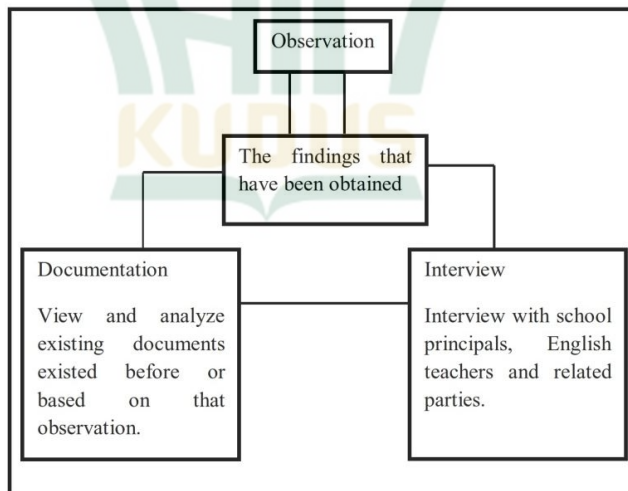 Observation
KUDUS
The findings that
have been obtained
Documentation
View and analyze
existing documents
existed before or
based on that
observation.
Interview
Interview with school
principals, English
teachers and related
parties.